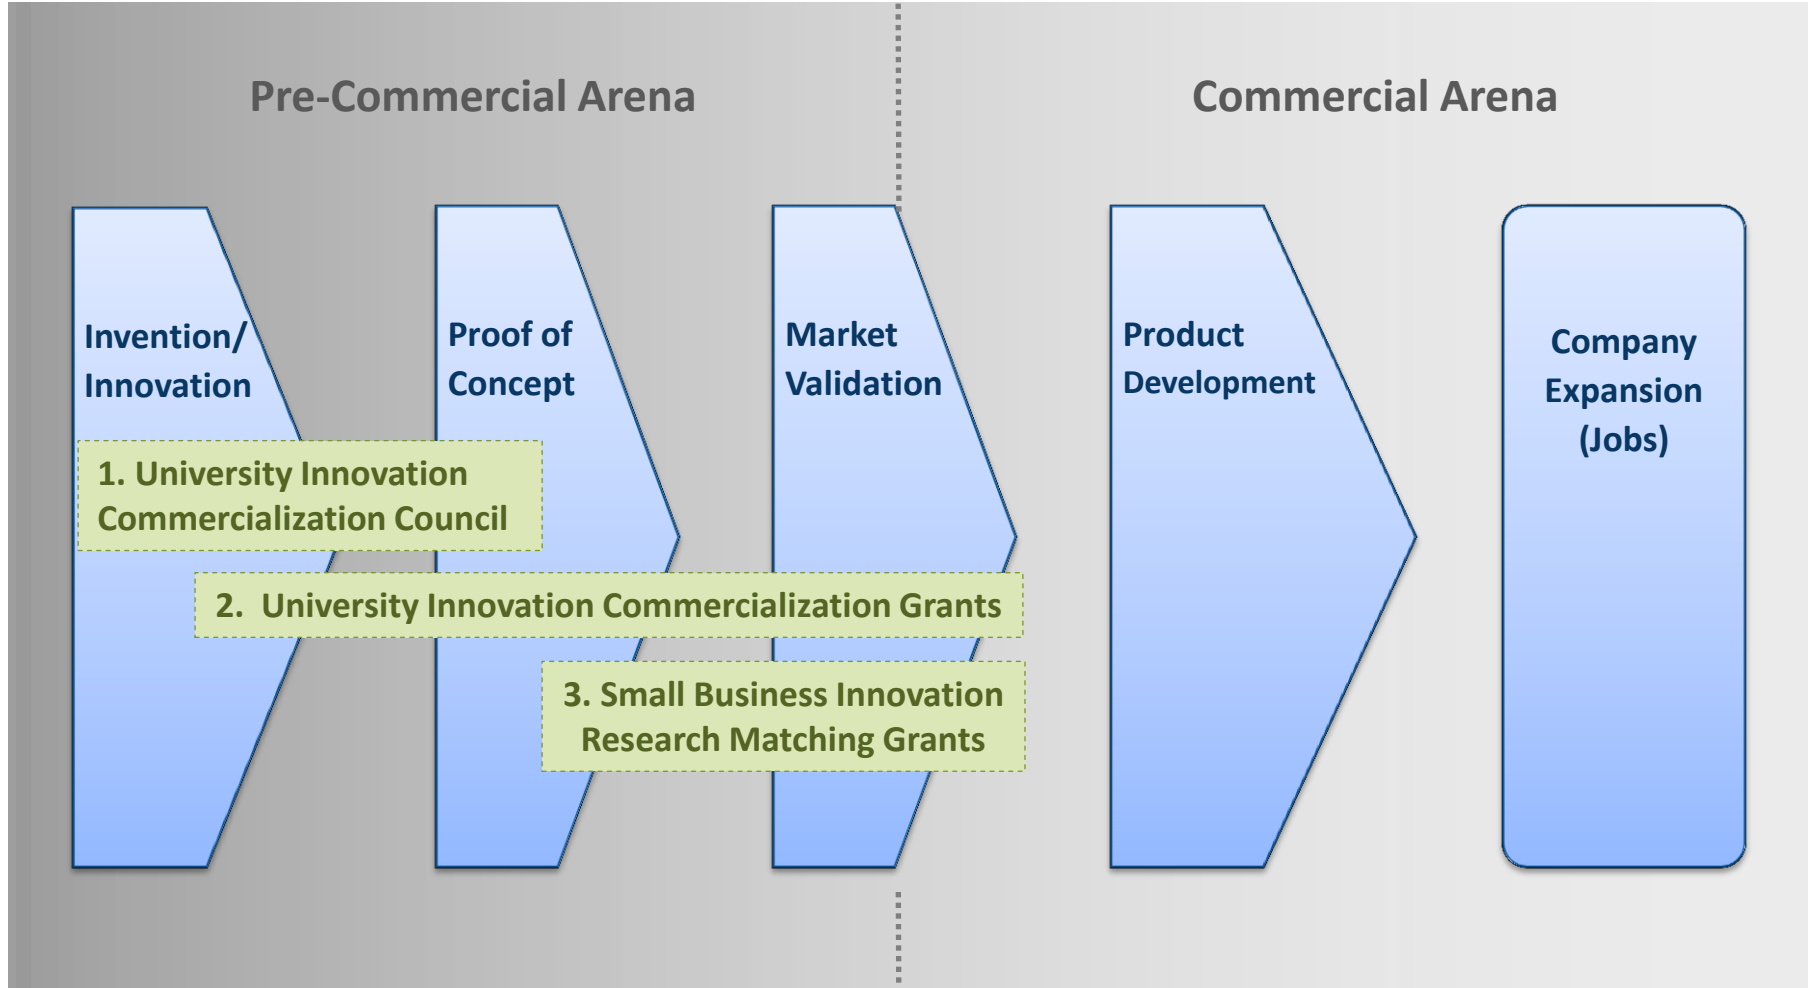 Pre-Commercial Arena
Commercial Arena
Invention/
Innovation
Proof of
Concept
Market
Validation
Product
Development
Company
Expansion
(Jobs)
1. University Innovation
Commercialization Council
2. University Innovation Commercialization Grants
3. Small Business Innovation
Research Matching Grants